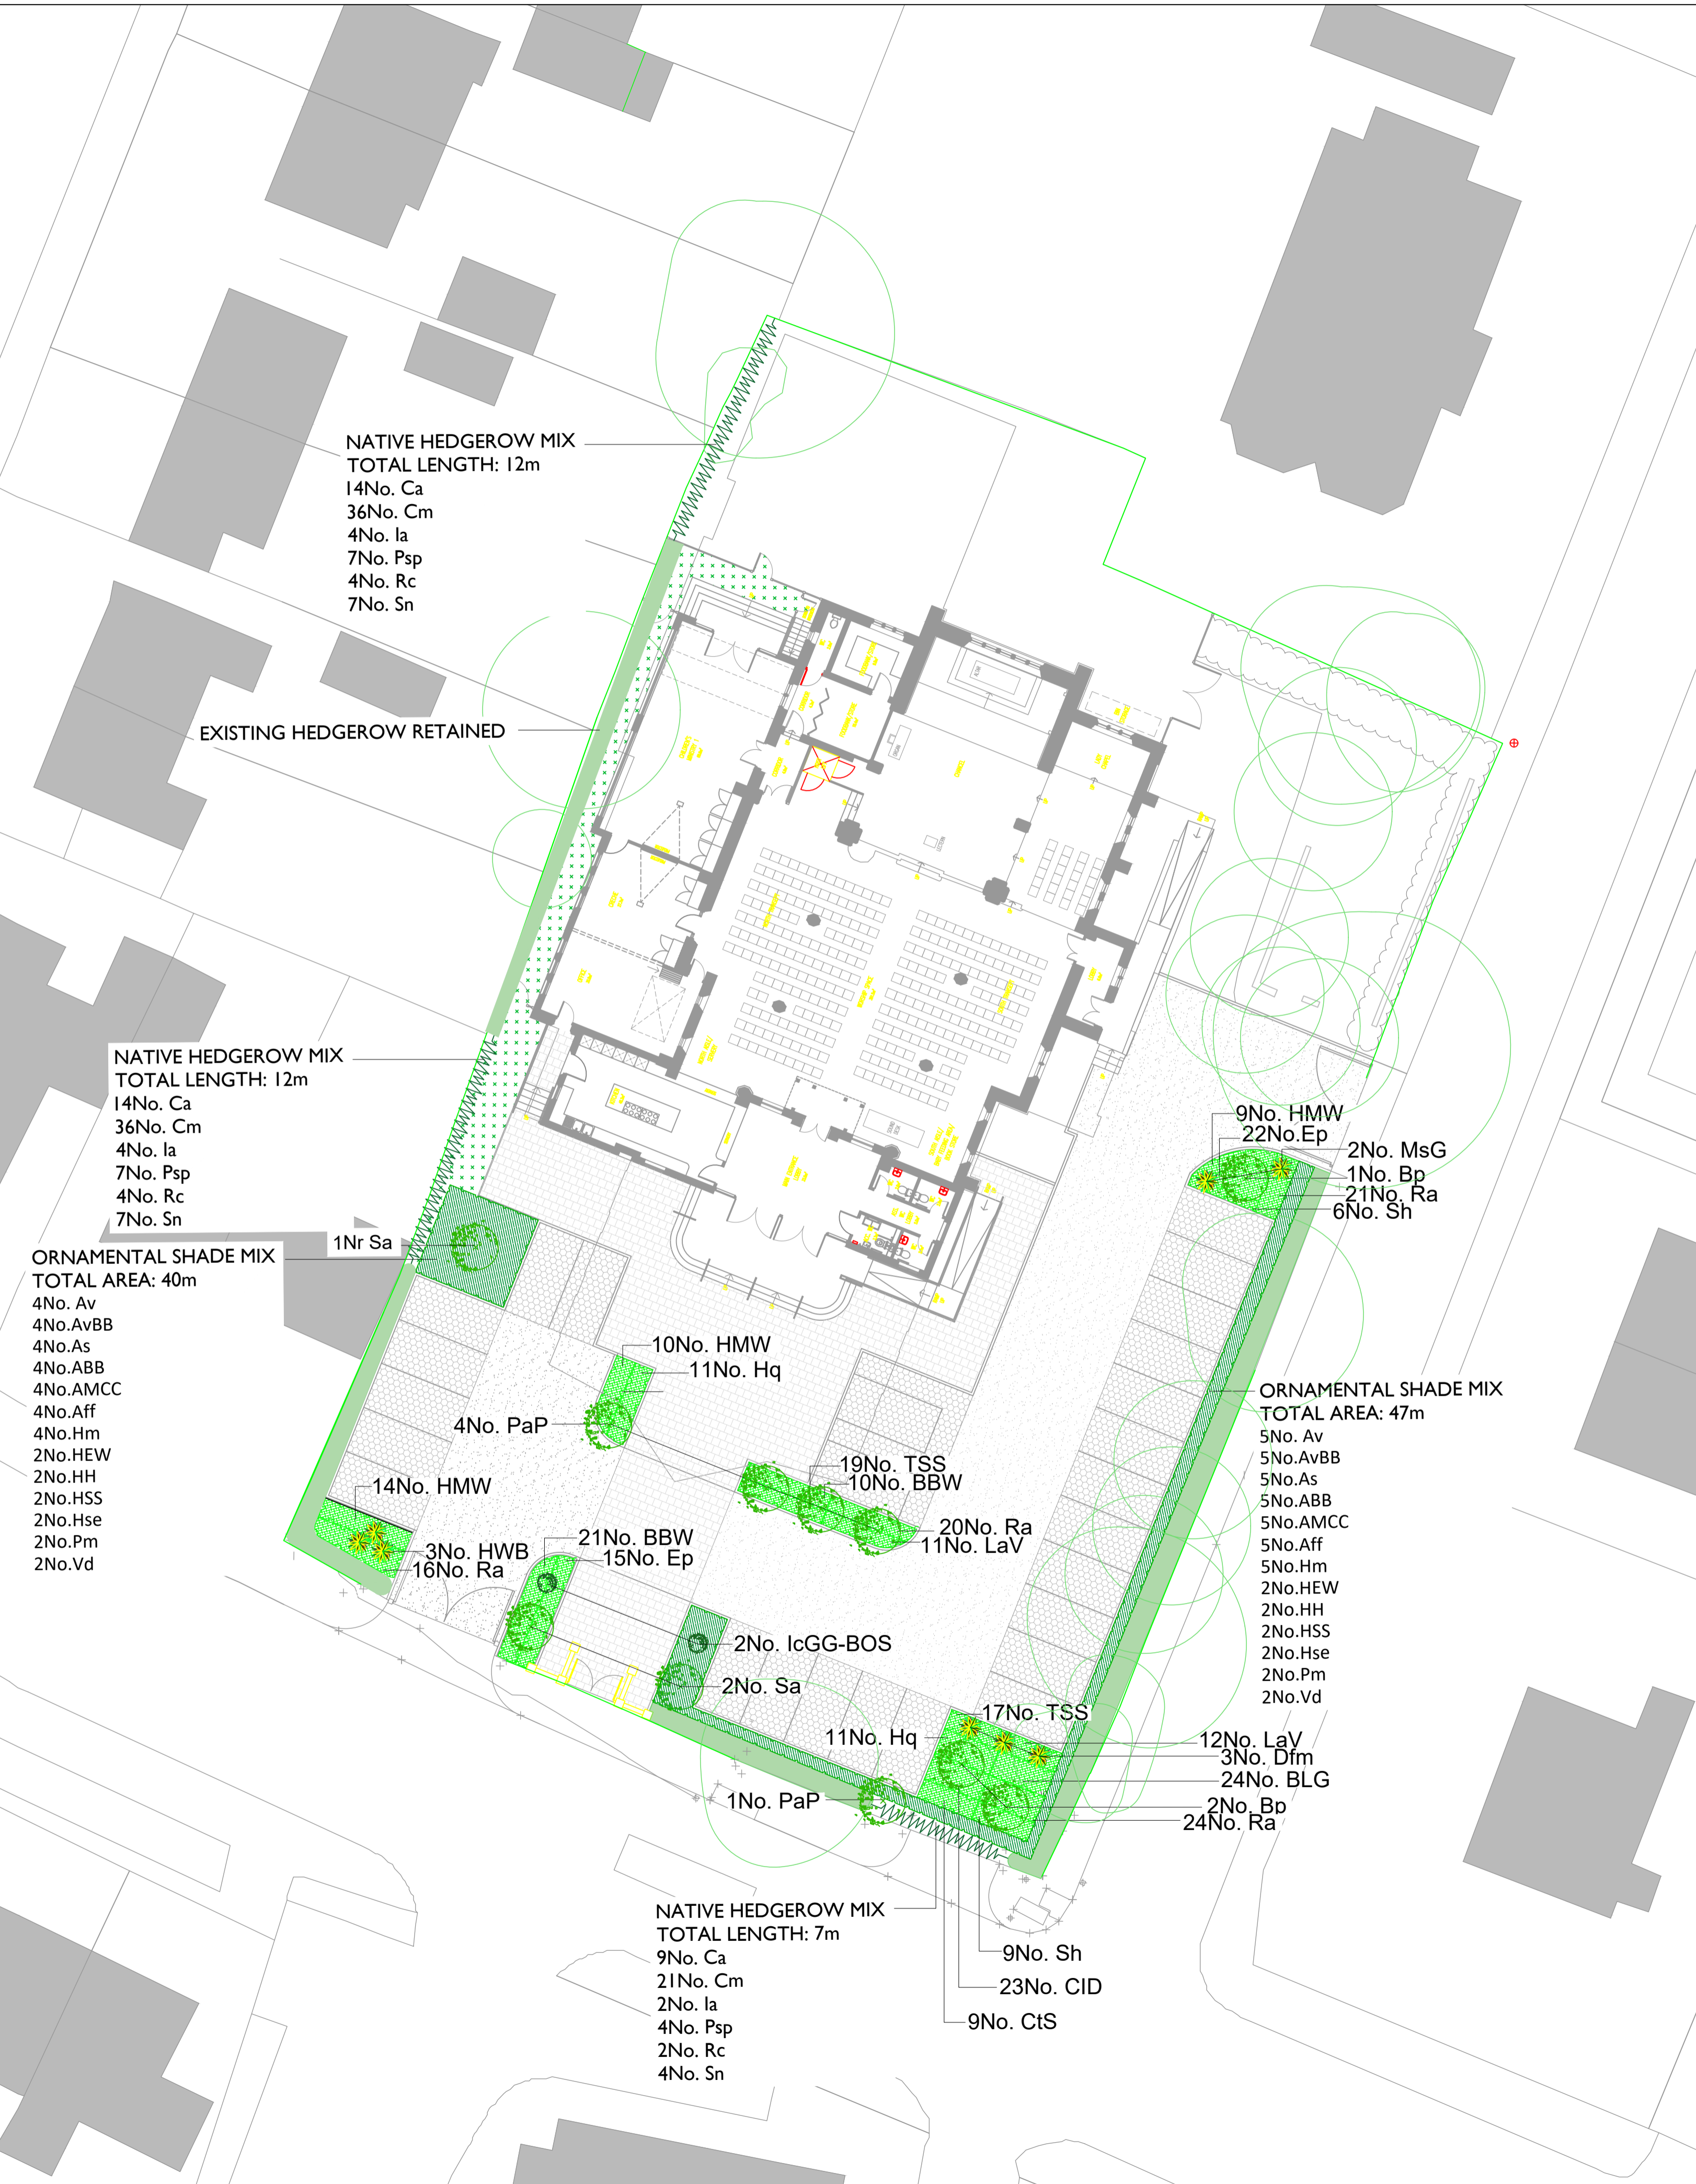 NATIVE HEDGEROW MIX
TOTAL LENGTH: 12m
14No. Ca
36No. Cm
4No. Ia
7No. Psp
4No. Rc
7No. Sn
EXISTING HEDGEROW RETAINED
NATIVE HEDGEROW MIX
TOTAL LENGTH: 12m
14No. Ca
36No. Cm
4No. Ia
7No. Psp
4No. Rc
7No. Sn
1Nr Sa
ORNAMENTAL SHADE MIX
TOTAL AREA: 40m
4No. Av
4No.AvBB
4No.As
4No.ABB
4No.AMCC
4No.Aff
4No.Hm
2No.HEW
2No.HH
2No.HSS
2No.Hse
2No.Pm
2No.Vd
9No. HMW
22No.Ep
2No. MsG
1No. Bp
21No. Ra
6No. Sh
10No. HMW
11No. Hq
4No. PaP
19No. TSS
10No. BBW
20No. Ra
11No. LaV
14No. HMW
3No. HWB
16No. Ra
21No. BBW
15No. Ep
2No. IcGG-BOS
2No. Sa
ORNAMENTAL SHADE MIX
TOTAL AREA: 47m
5No. Av
5No.AvBB
5No.As
5No.ABB
5No.AMCC
5No.Aff
5No.Hm
2No.HEW
2No.HH
2No.HSS
2No.Hse
2No.Pm
2No.Vd
17No. TSS
11No. Hq
12No. LaV
3No. Dfm
24No. BLG
1No. PaP
2No. Bp
24No. Ra
NATIVE HEDGEROW MIX
TOTAL LENGTH: 7m
9No. Ca
21No. Cm
2No. Ia
4No. Psp
2No. Rc
4No. Sn
9No. Sh
23No. CID
9No. CtS